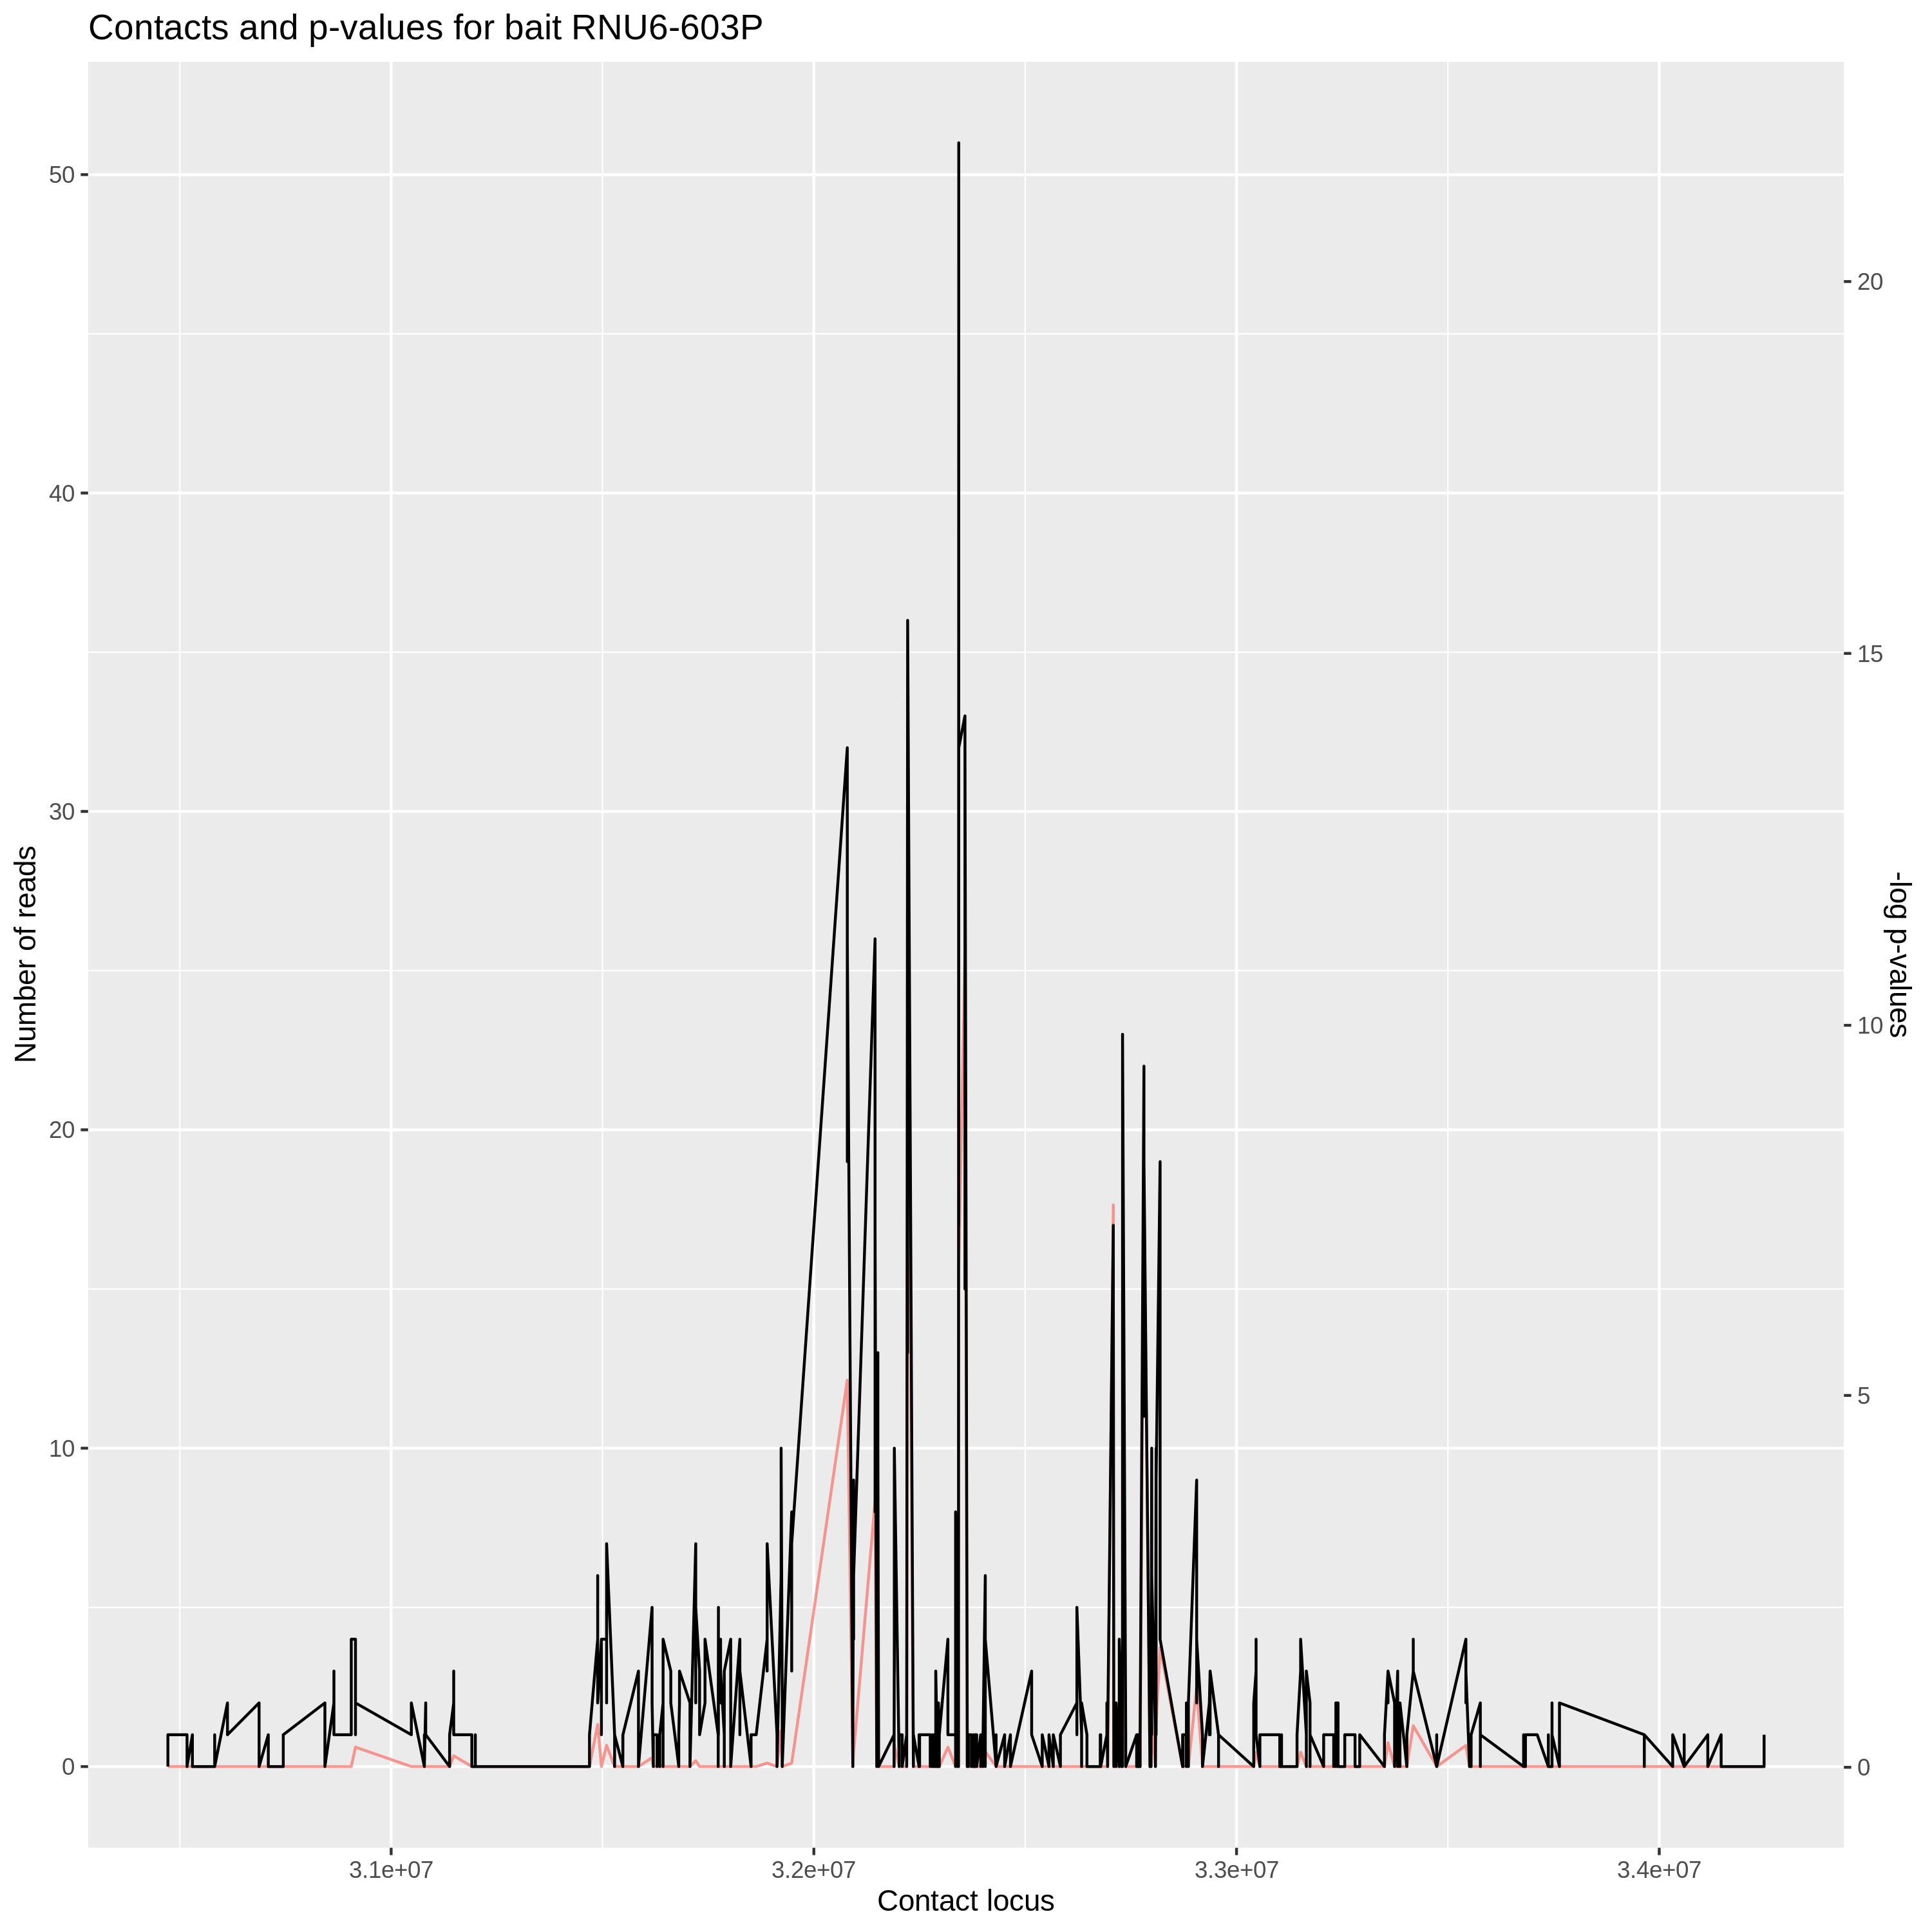 Contacts and p-values for bait RNU6-603P
50
40
30
20
10
0
Number of reads
20
15
10
5
0
-log p-values
3.1e+07
3.2e+07
3.3e+07
3.4e+07
Contact locus